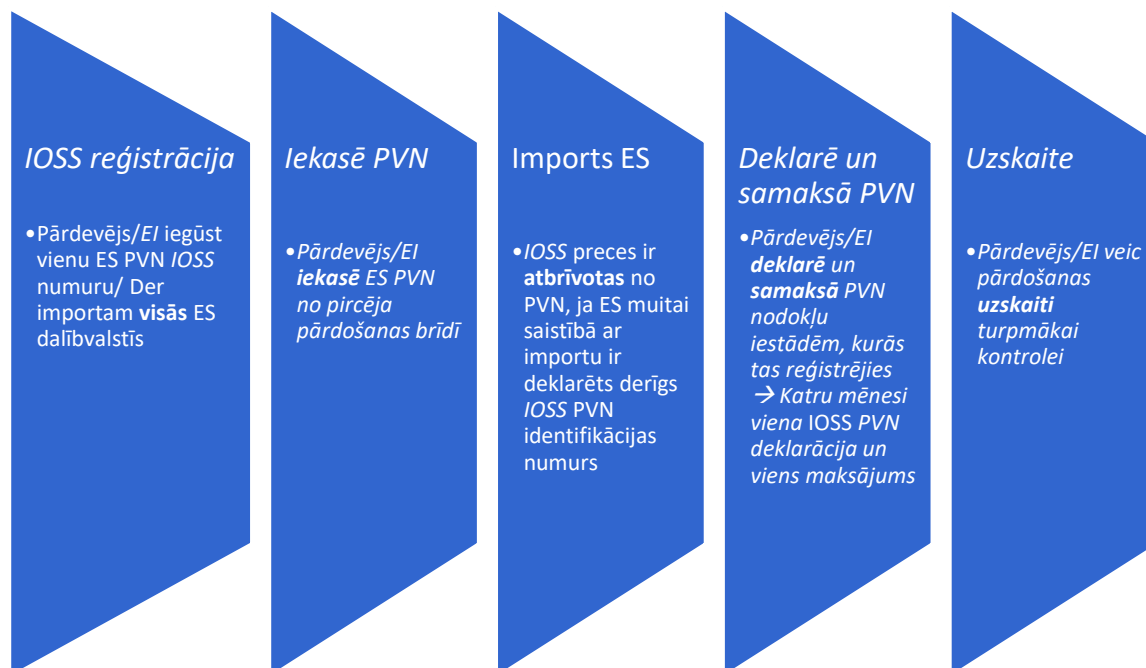 IOSS reģistrācija
•Pārdevējs/EI iegūst
vienu ES PVN IOSS
numuru/ Der
importam visās ES
dalībvalstīs
Iekasē PVN
•Pārdevējs/EI
iekasē ES PVN
no pircēja
pārdošanas brīdī
Imports ES
•IOSS preces ir
atbrīvotas no
PVN, ja ES muitai
saistībā ar
importu ir
deklarēts derīgs
IOSS PVN
identifikācijas
numurs
Deklarē un
samaksā PVN
•Pārdevējs/EI
deklarē un
samaksā PVN
nodokļu
iestādēm, kurās
tas reģistrējies
→ Katru mēnesi
viena IOSS PVN
deklarācija un
viens maksājums
Uzskaite
•Pārdevējs/EI veic
pārdošanas
uzskaiti
turpmākai
kontrolei